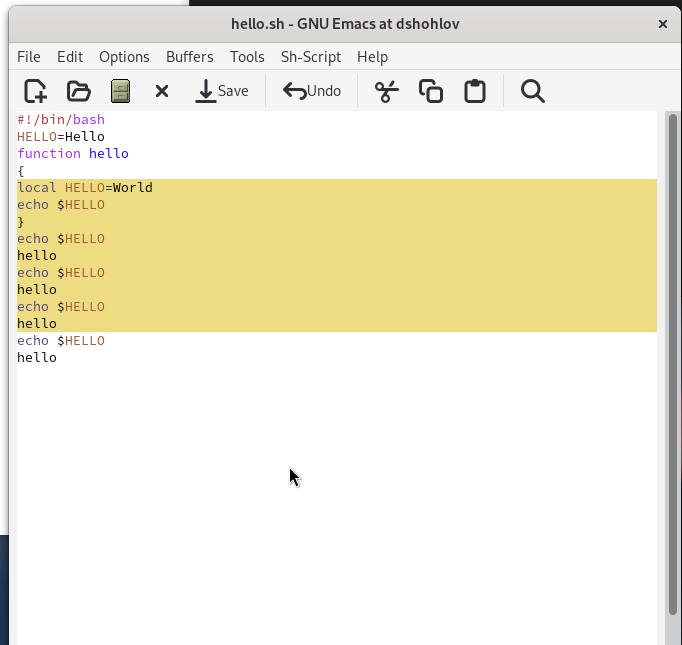 hello.sh - GNU Emacs at dshohlov
File Edit Options Buffers Tools Sh-Script Help
Save Undo
#!/bin/bash
HELLO=Hello
function hello
{
local HELLO=World
echo $HELLO
}
echo $HELLO
hello
echo $HELLO
hello
echo $HELLO
hello
echo $HELLO
hello